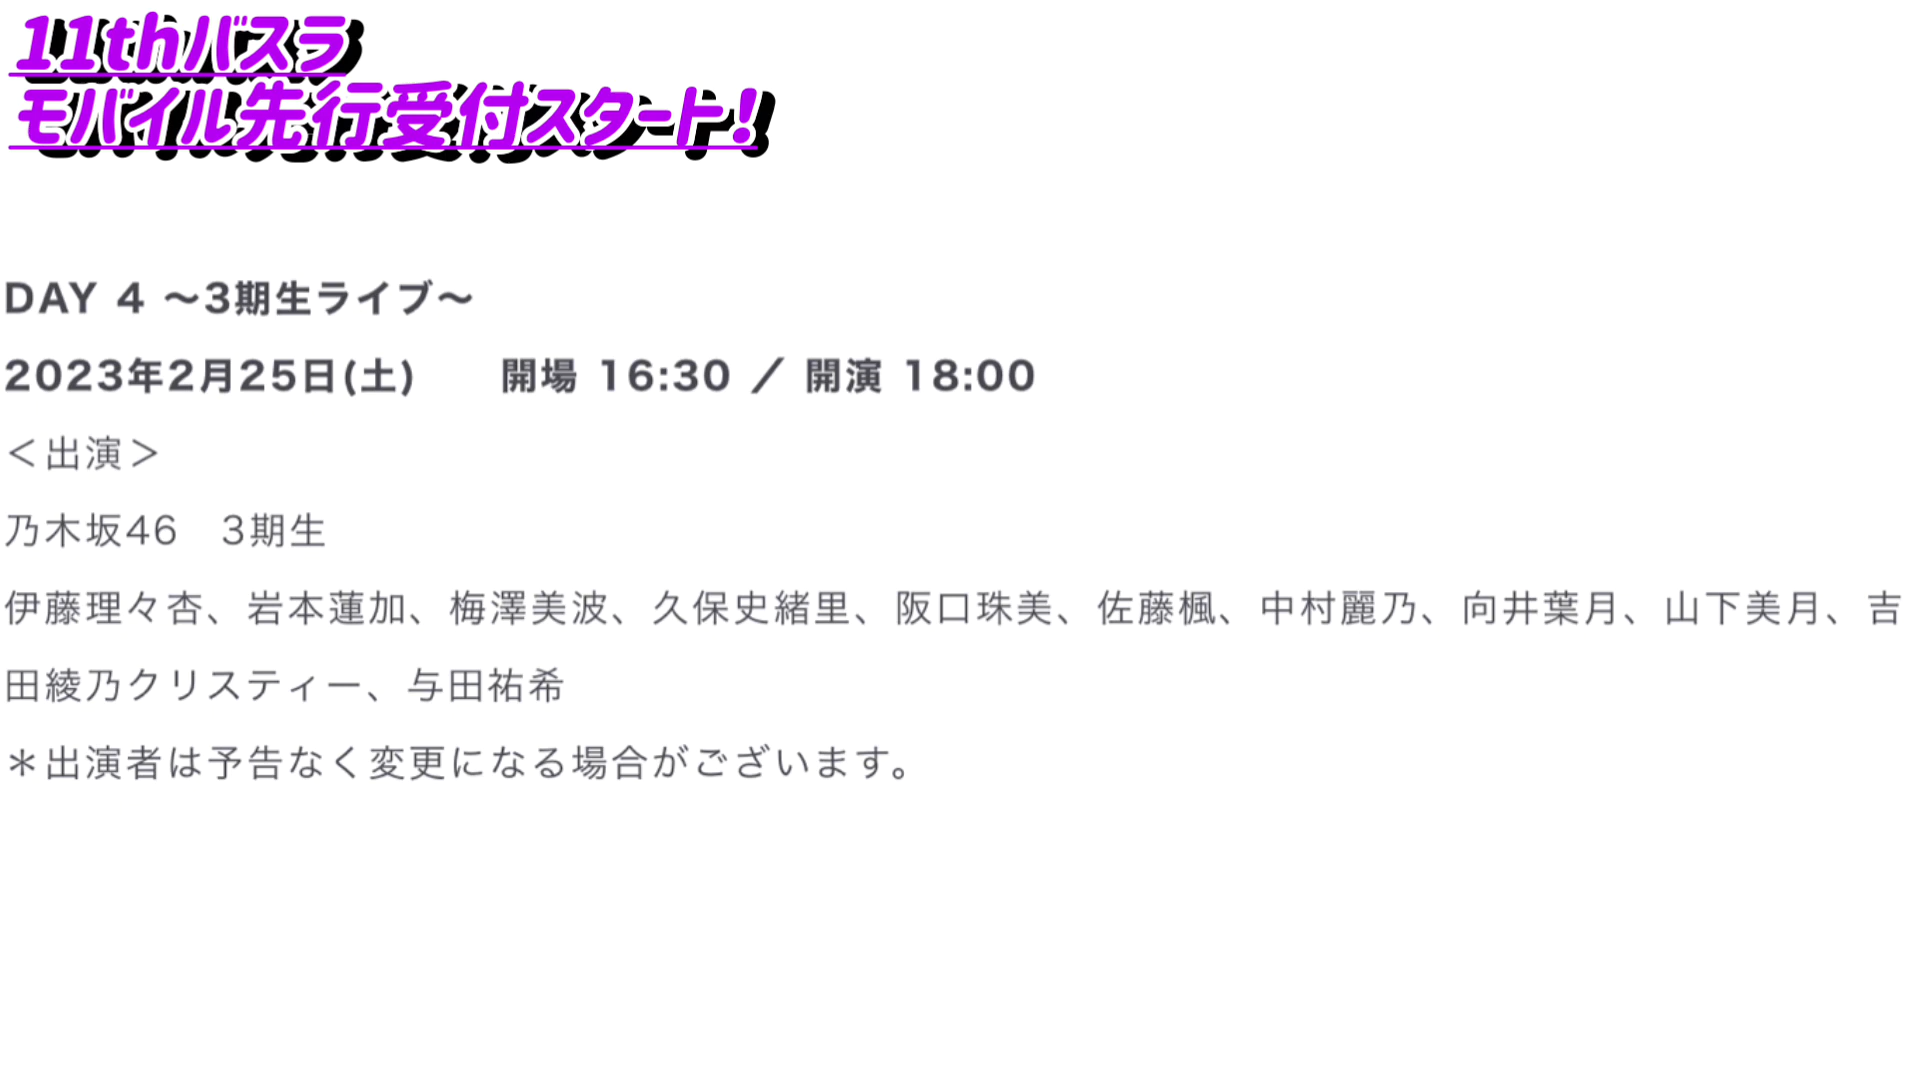 11thバスラ
モバイル先行受付スタート!
DAY 4 〜3期生ライブ〜
2023年2月25日(土)　　開場 16:30 ／ 開演 18:00
＜出演＞
乃木坂46　3期生
伊藤理々杏、岩本蓮加、梅澤美波、久保史緒里、阪口珠美、佐藤楓、中村麗乃、向井葉月、山下美月、吉
田綾乃クリスティー、与田祐希
＊出演者は予告なく変更になる場合がございます。